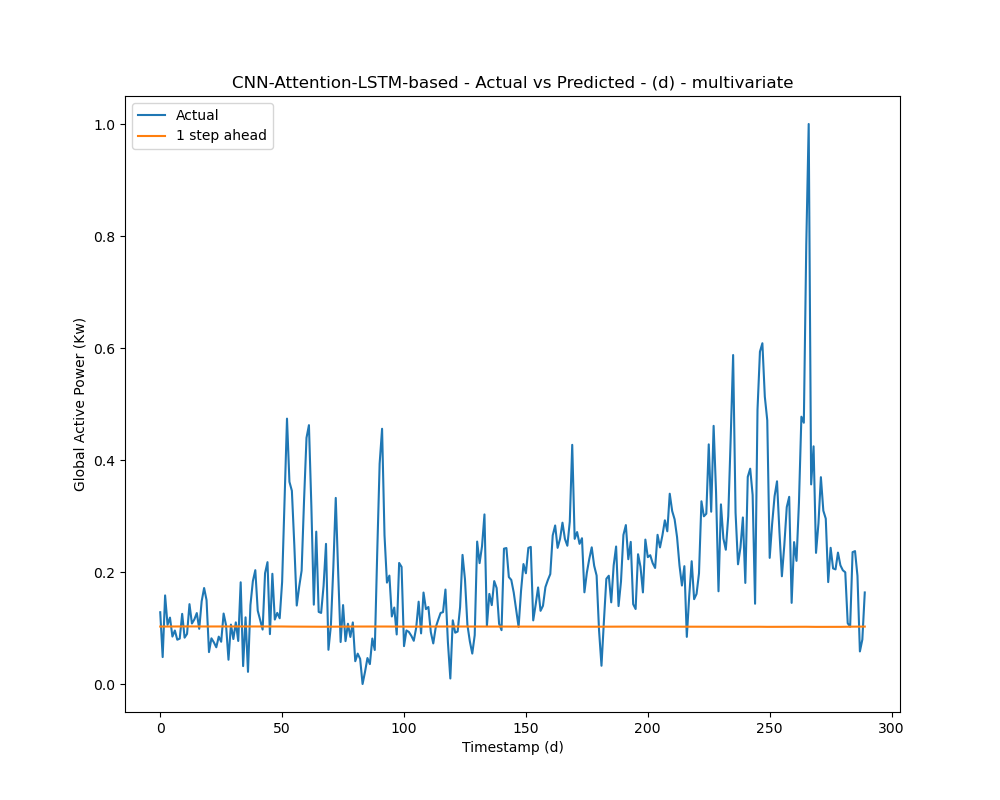 CNN-Attention-LSTM-based - Actual vs Predicted - (d) - multivariate
Actual
1 step ahead
1.0
0.8
0.6
0.4
0.2
0.0
Global Active Power (Kw)
0 50 100 150 200 250 300
Timestamp (d)